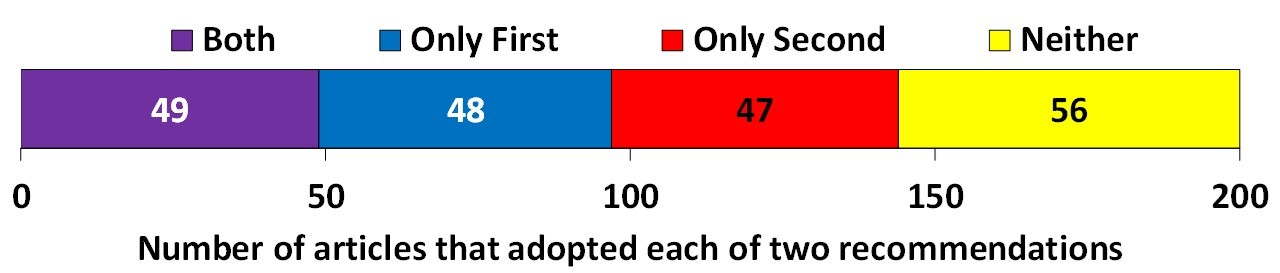 Both Only First Only Second Neither
49 48 47 56
0 50 100 150 200
Number of articles that adopted each of two recommendations